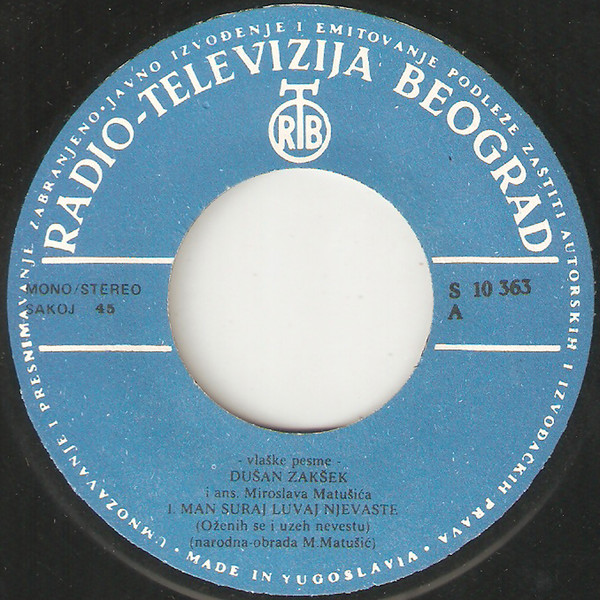 UMNOŽAVANJE I PRESNIMAVANJE ZABRANJENO·JAVNO IZVOĐENJE I EMITOVANJE PODLEŽE ZAŠTITI AUTORSKIH I IZVOĐAČKIH PRAVA ·
RADIO-TELEVIZIJA BEOGRAD
RTB
MONO/STEREO
SAKOJ 45
S 10 363
A
- vlaške pesme -
DUŠAN ZAKŠEK
i ans. Miroslava Matušića
1. MAN SURAJ LUVAJ NJEVASTE
(Oženih se i uzeh nevestu)
(narodna-obrada M.Matušić)
· MADE IN YUGOSLAVIA ·